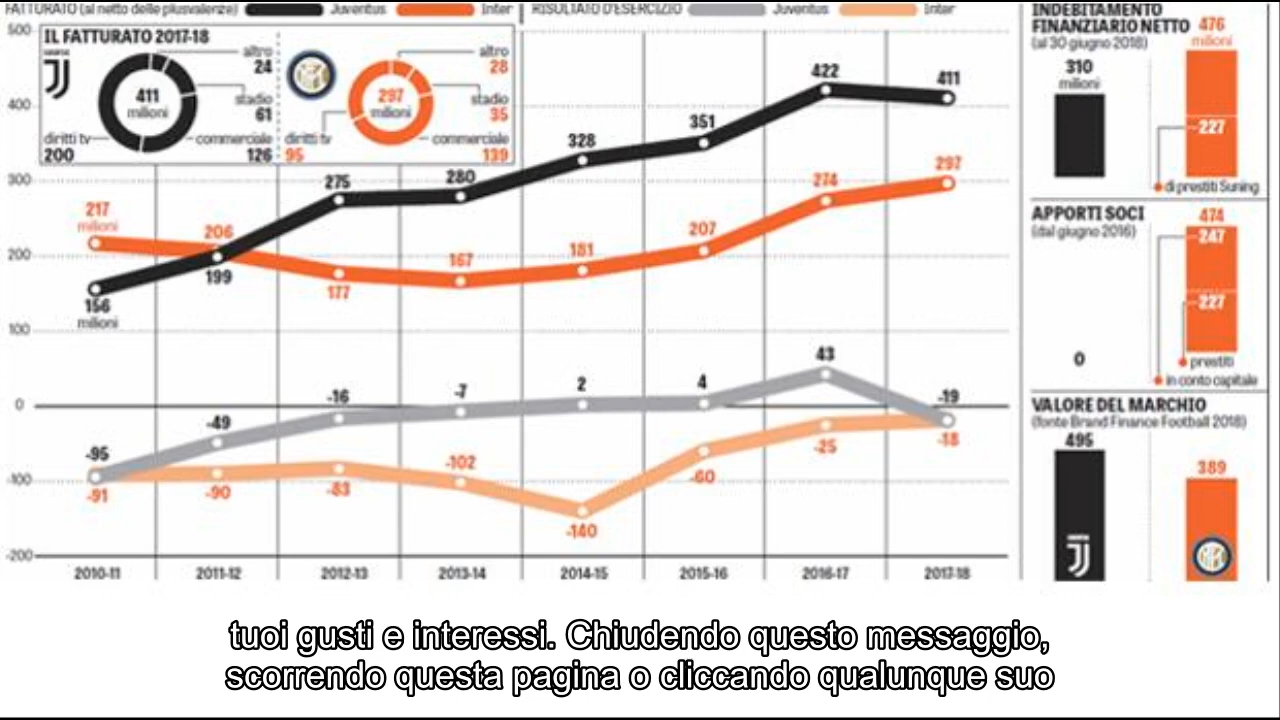 FATTURATO (al netto delle plusvalenze) Juventus Inter
RISULTATO D'ESERCIZIO Juventus Inter
500
400
300
200
100
0
-100
-200
IL FATTURATO 2017-18
411
milioni
altro
24
stadio
61
commerciale
126
diritti tv
200
297
milioni
altro
28
stadio
35
commerciale
139
diritti tv
95
156
milioni
199
275
280
328
351
422
411
217
milioni
206
177
167
181
207
274
297
-95
-49
-16
-7
2
4
43
-19
-91
-90
-83
-102
-140
-60
-25
-18
2010-11 2011-12 2012-13 2013-14 2014-15 2015-16 2016-17 2017-18
INDEBITAMENTO
FINANZIARIO NETTO
(al 30 giugno 2018)
310
milioni
476
milioni
227
di prestiti Suning
APPORTI SOCI
(dal giugno 2016)
0
474
247
227
prestiti
in conto capitale
VALORE DEL MARCHIO
(fonte Brand Finance Football 2018)
495
389
tuoi gusti e interessi. Chiudendo questo messaggio,
scorrendo questa pagina o cliccando qualunque suo